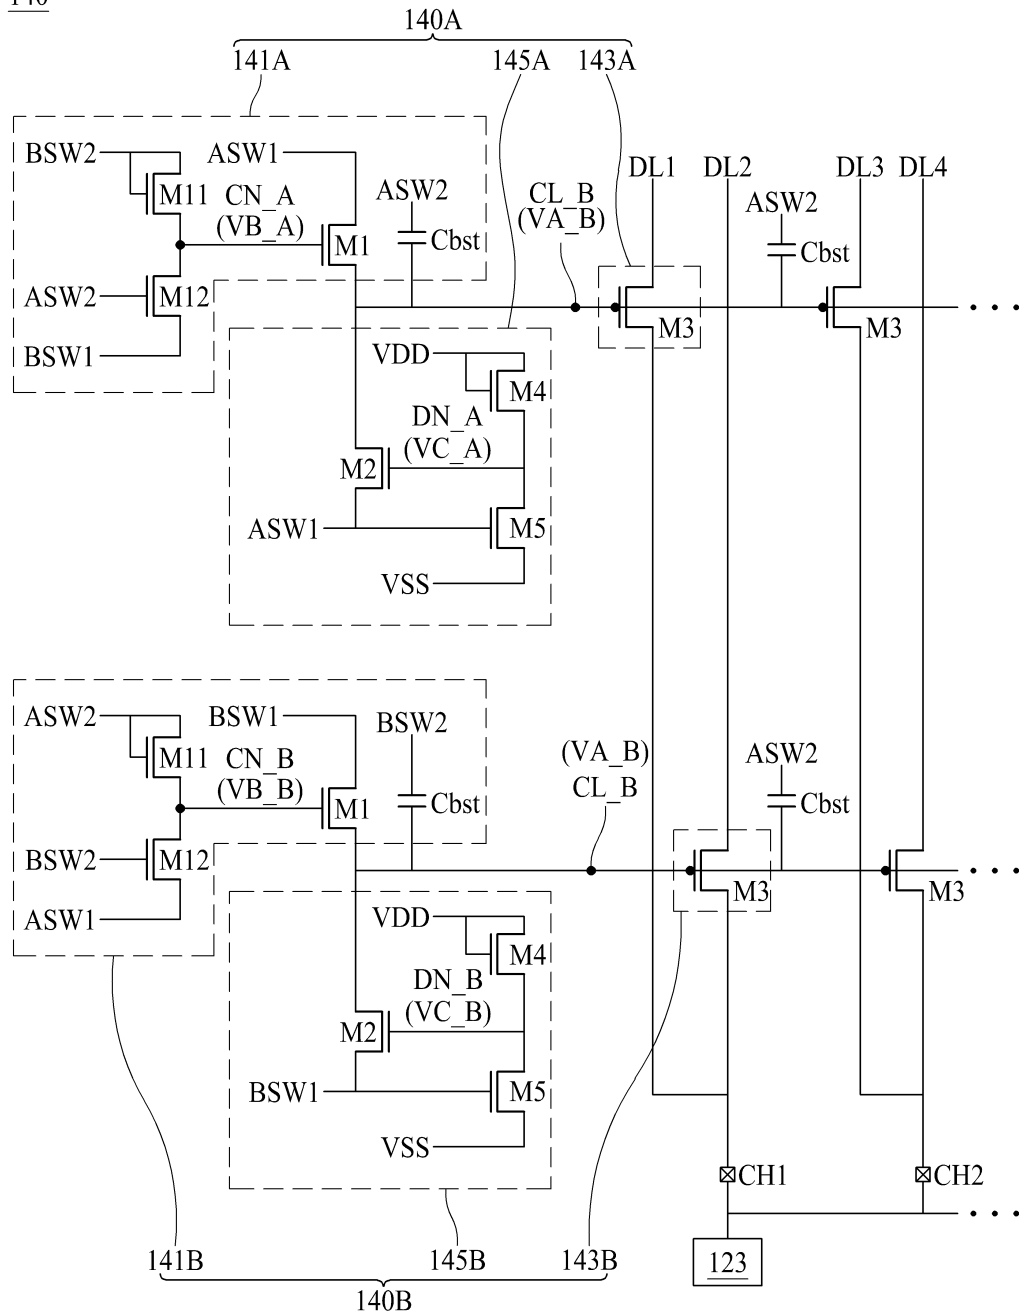 140
140A
141A
145A
143A
BSW2
ASW1
M11
CN_A
(VB_A)
ASW2
M1
Cbst
ASW2
M12
BSW1
CL_B
(VA_B)
DL1
DL2
DL3
DL4
ASW2
Cbst
M3
M3
VDD
M4
DN_A
(VC_A)
M2
ASW1
M5
VSS
ASW2
BSW1
M11
CN_B
(VB_B)
BSW2
M1
Cbst
BSW2
M12
ASW1
(VA_B)
CL_B
ASW2
Cbst
M3
M3
VDD
M4
DN_B
(VC_B)
M2
BSW1
M5
VSS
CH1
CH2
123
141B
145B
143B
140B